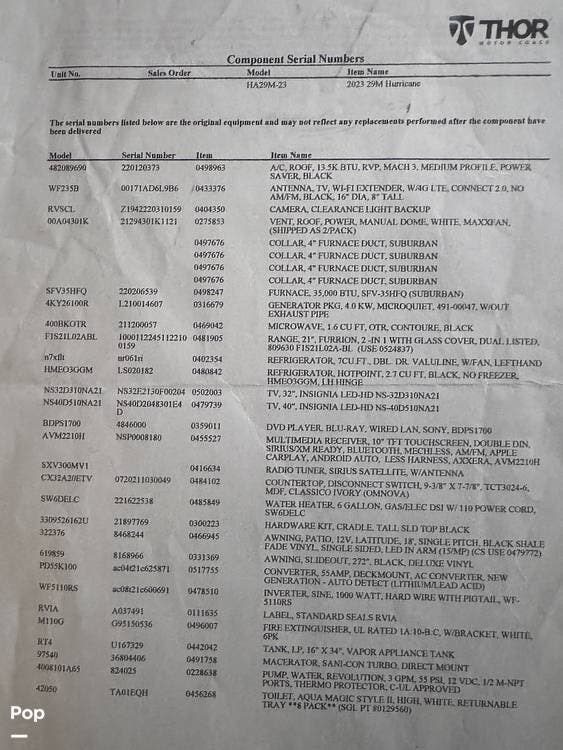 THOR
MOTOR COACH
Component Serial Numbers
Unit No. Sales Order Model Item Name
HA29M-23 2023 29M Hurricane
The serial numbers listed below are the original equipment and may not reflect any replacements performed after the component have
been delivered
Model Serial Number Item Item Name
482089690 220120373 0498963 A/C, ROOF, 13.5K BTU, RVP, MACH 3, MEDIUM PROFILE, POWER
SAVER, BLACK
WF235B 00171AD6L9B6 0433376 ANTENNA, TV, WI-FI EXTENDER, W/4G LTE, CONNECT 2.0, NO
AM/FM, BLACK, 16" DIA, 8" TALL
RVSCL Z1942220310159 0404350 CAMERA, CLEARANCE LIGHT BACKUP
00A04301K 21294301K1121 0275853 VENT, ROOF, POWER, MANUAL DOME, WHITE, MAXXFAN,
(SHIPPED AS 2/PACK)
0497676 COLLAR, 4" FURNACE DUCT, SUBURBAN
0497676 COLLAR, 4" FURNACE DUCT, SUBURBAN
0497676 COLLAR, 4" FURNACE DUCT, SUBURBAN
0497676 COLLAR, 4" FURNACE DUCT, SUBURBAN
SFV35HFQ 220206539 0498247 FURNACE, 35,000 BTU, SFV-35HFQ (SUBURBAN)
4KY26100R L210014607 0316679 GENERATOR PKG, 4.0 KW, MICROQUIET, 491-00047, W/OUT
EXHAUST PIPE
400BKOTR 211200057 0469042 MICROWAVE, 1.6 CU FT, OTR, CONTOURE, BLACK
F1S21L02ABL 1000112245112210 0481905 RANGE, 21", FURRION, 2-IN 1 WITH GLASS COVER, DUAL LISTED,
0159 809630 F1S21L02A-BL (USE 0524837)
n7xflt nr061ri 0402354 REFRIGERATOR, 7CU FT., DBL. DR. VALULINE, W/FAN, LEFTHAND
HME03GGM LS020182 0480842 REFRIGERATOR, HOTPOINT, 2.7 CU FT, BLACK, NO FREEZER,
HME03GGM, LH HINGE
NS32D310NA21 NS32E2130F00204 0502003 TV, 32", INSIGNIA LED-HD NS-32D310NA21
NS40D510NA21 NS40D2048301E4 0479739 TV, 40", INSIGNIA LED-HD NS-40D510NA21
D
BDPS1700 4846000 0359011 DVD PLAYER, BLU-RAY, WIRED LAN, SONY, BDPS1700
AVM2210H NSP0008180 0455527 MULTIMEDIA RECEIVER, 10" TFT TOUCHSCREEN, DOUBLE DIN,
SIRIUS/XM READY, BLUETOOTH, MECHLESS, AM/FM, APPLE
CARPLAY, ANDROID AUTO, LESS HARNESS, AXXERA, AVM2210H
SXV300MV1 0416634 RADIO TUNER, SIRIUS SATELLITE, W/ANTENNA
0720211030049 0484102 COUNTERTOP, DISCONNECT SWITCH, 9-3/8" X 7-7/8", TCT3024-6,
MDF, CLASSICO IVORY (OMNOVA)
SW6DELC 221622538 0485849 WATER HEATER, 6 GALLON, GAS/ELEC DSI W/ 110 POWER CORD,
SW6DELC
3309526162U 21897769 0300223 HARDWARE KIT, CRADLE, TALL SLD TOP BLACK
322376 8468244 0466945 AWNING, PATIO, 12V, LATITUDE, 18', SINGLE PITCH, BLACK SHALE
FADE VINYL, SINGLE SIDED, LED IN ARM (15/MP) (CS USE 0479772)
619859 8168966 0331369 AWNING, SLIDEOUT, 272", BLACK, DELUXE VINYL
PD55K100 ac04t21c625871 0517755 CONVERTER, 55AMP, DECKMOUNT, AC CONVERTER, NEW
GENERATION - AUTO DETECT (LITHIUM/LEAD ACID)
WF5110RS ac08t21c600691 0478510 INVERTER, SINE, 1000 WATT, HARD WIRE WITH PIGTAIL, WF-
5110RS
RVIA A037491 0111635 LABEL, STANDARD SEALS RVIA
M110G G95150536 0496007 FIRE EXTINGUISHER, UL RATED 1A:10-B:C, W/BRACKET, WHITE,
6PK
RT4 U167329 0442042 TANK, LP, 16" X 34", VAPOR APPLIANCE TANK
97540 36804406 0491758 MACERATOR, SANI-CON TURBO, DIRECT MOUNT
4008101A65 824025 0228638 PUMP, WATER, REVOLUTION, 3 GPM, 55 PSI, 12 VDC, 1/2 M-NPT
PORTS, THERMO PROTECTOR, C-UL APPROVED
42050 TA01EQH 0456268 TOILET, AQUA MAGIC STYLE II, HIGH, WHITE, RETURNABLE
TRAY **8 PACK** (SGL PT 80129560)
Pop